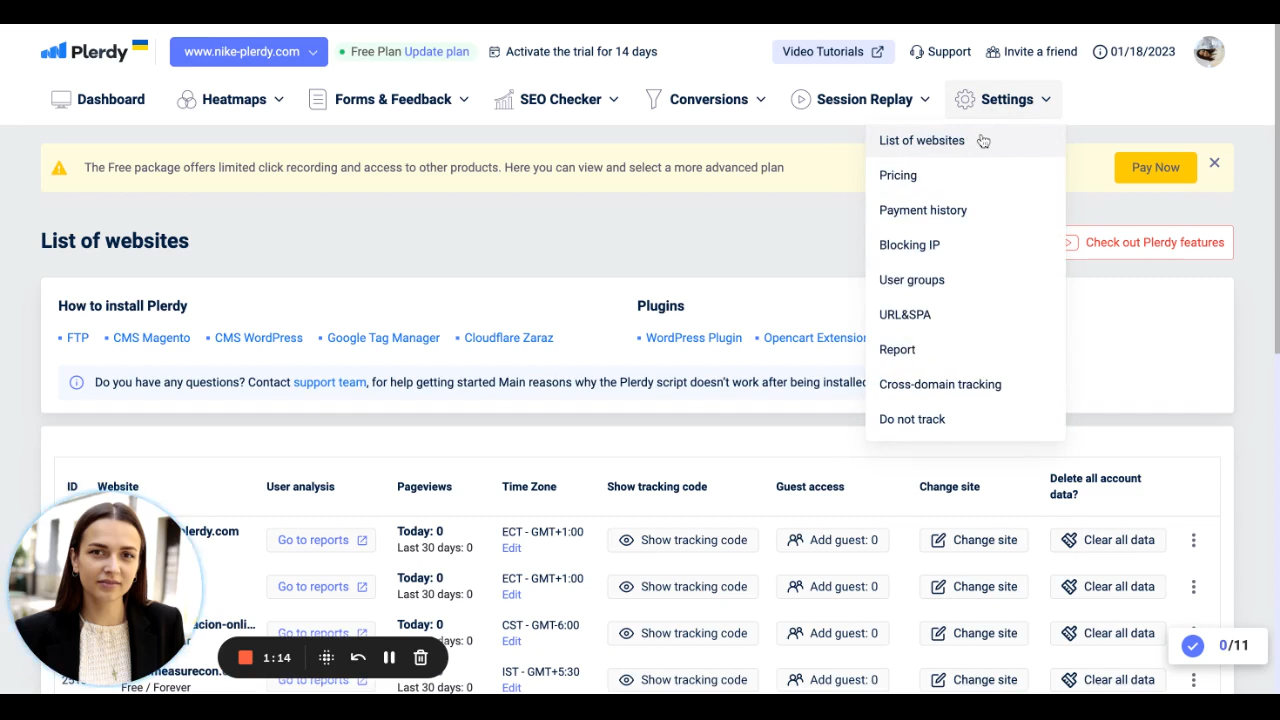 Plerdy
www.nike-plerdy.com
Free Plan Update plan
Activate the trial for 14 days
Video Tutorials
Support
Invite a friend
01/18/2023
Dashboard
Heatmaps
Forms & Feedback
SEO Checker
Conversions
Session Replay
Settings
List of websites
Pricing
Payment history
Blocking IP
User groups
URL&SPA
Report
Cross-domain tracking
Do not track
The Free package offers limited click recording and access to other products. Here you can view and select a more advanced plan
Pay Now
List of websites
Check out Plerdy features
How to install Plerdy
FTP
CMS Magento
CMS WordPress
Google Tag Manager
Cloudflare Zaraz
Plugins
WordPress Plugin
Opencart Extension
Do you have any questions? Contact support team, for help getting started Main reasons why the Plerdy script doesn't work after being installed
ID Website User analysis Pageviews Time Zone Show tracking code Guest access Change site Delete all account
data?
lerdy.com
Go to reports
Today: 0
Last 30 days: 0
ECT - GMT+1:00
Edit
Show tracking code
Add guest: 0
Change site
Clear all data
Go to reports
Today: 0
Last 30 days: 0
ECT - GMT+1:00
Edit
Show tracking code
Add guest: 0
Change site
Clear all data
acion-onli...
Go to reports
Today: 0
days: 0
CST - GMT-6:00
Edit
Show tracking code
Add guest: 0
Change site
Clear all data
measurecon.
Free / Forever
Go to reports
Last 30 days: 0
IST - GMT+5:30
Edit
Show tracking code
Add guest: 0
Change site
Clear all data
1:14
0/11